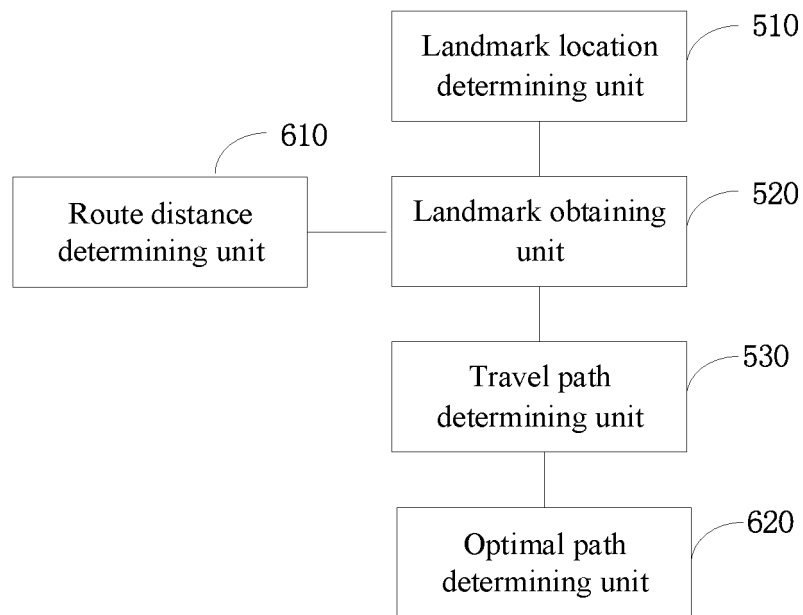 Landmark location
determining unit
510
610
Route distance
determining unit
Landmark obtaining
unit
520
Travel path
determining unit
530
Optimal path
determining unit
620